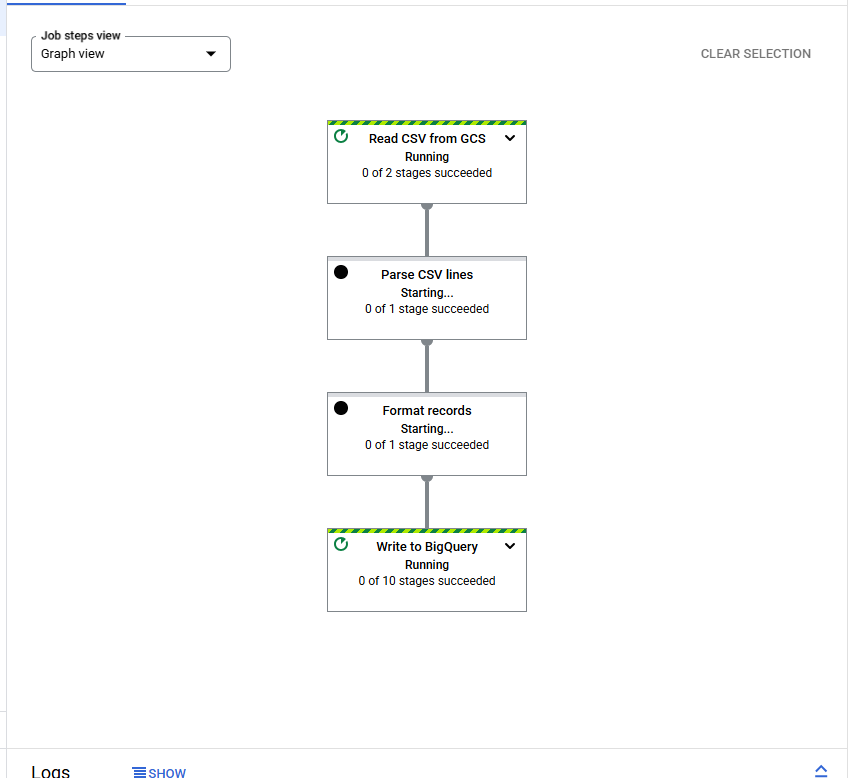 Job steps view
Graph view
CLEAR SELECTION
Read CSV from GCS
Running
0 of 2 stages succeeded
Parse CSV lines
Starting...
0 of 1 stage succeeded
Format records
Starting...
0 of 1 stage succeeded
Write to BigQuery
Running
0 of 10 stages succeeded
Logs
SHOW